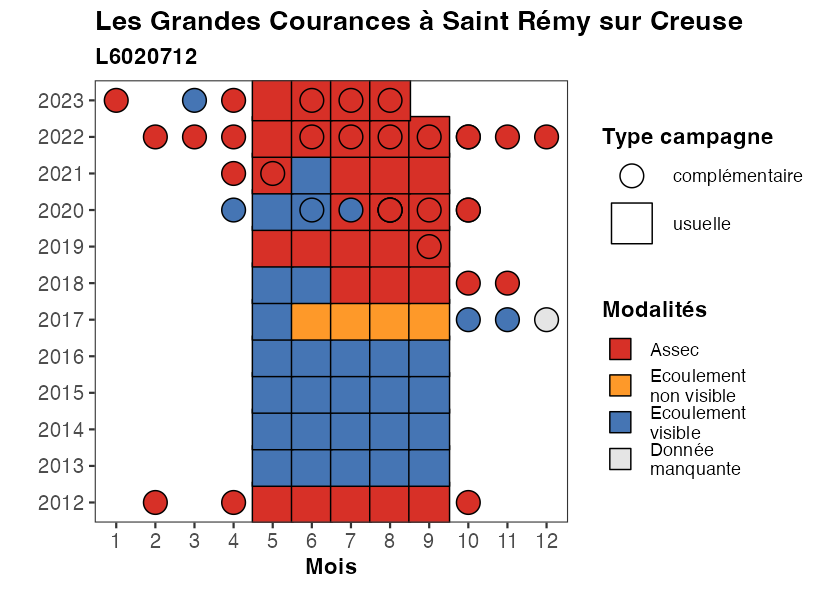 Les Grandes Courances à Saint Rémy sur Creuse
L6020712
2023
2022
2021
2020
2019
2018
2017
2016
2015
2014
2013
2012
1 2 3 4 5 6 7 8 9 10 11 12
Mois
Type campagne
complémentaire
usuelle
Modalités
Assec
Ecoulement
non visible
Ecoulement
visible
Donnée
manquante